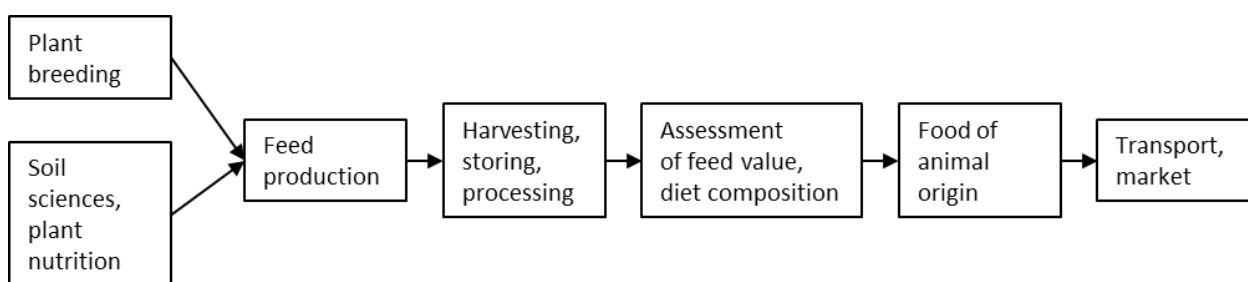 Plant
breeding
Soil
sciences,
plant
nutrition
Feed
production
Harvesting,
storing,
processing
Assessment
of feed value,
diet composition
Food of
animal
origin
Transport,
market